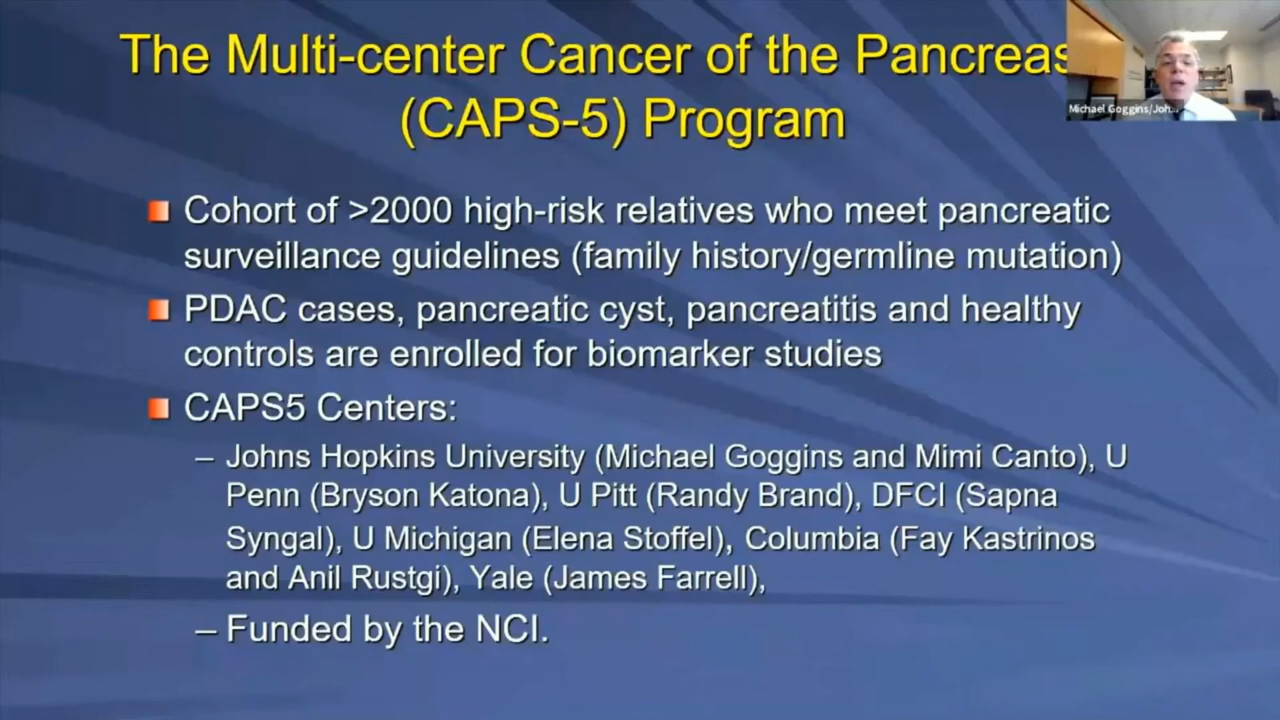 The Multi-center Cancer of the Pancreas
(CAPS-5) Program
Michael Goggins/Joh...
Cohort of >2000 high-risk relatives who meet pancreatic
surveillance guidelines (family history/germline mutation)
PDAC cases, pancreatic cyst, pancreatitis and healthy
controls are enrolled for biomarker studies
CAPS5 Centers:
– Johns Hopkins University (Michael Goggins and Mimi Canto), U
Penn (Bryson Katona), U Pitt (Randy Brand), DFCI (Sapna
Syngal), U Michigan (Elena Stoffel), Columbia (Fay Kastrinos
and Anil Rustgi), Yale (James Farrell),
– Funded by the NCI.